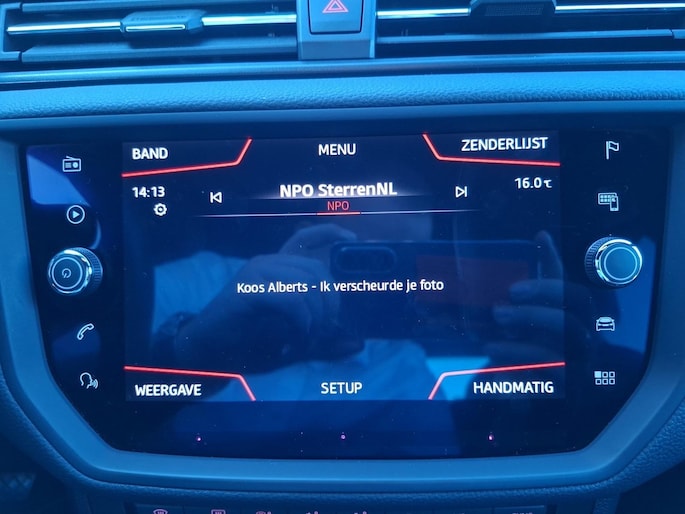 BAND MENU ZENDERLIJST
14:13 NPO SterrenNL 16.0 °C
NPO
Koos Alberts - Ik verscheurde je foto
WEERGAVE SETUP HANDMATIG